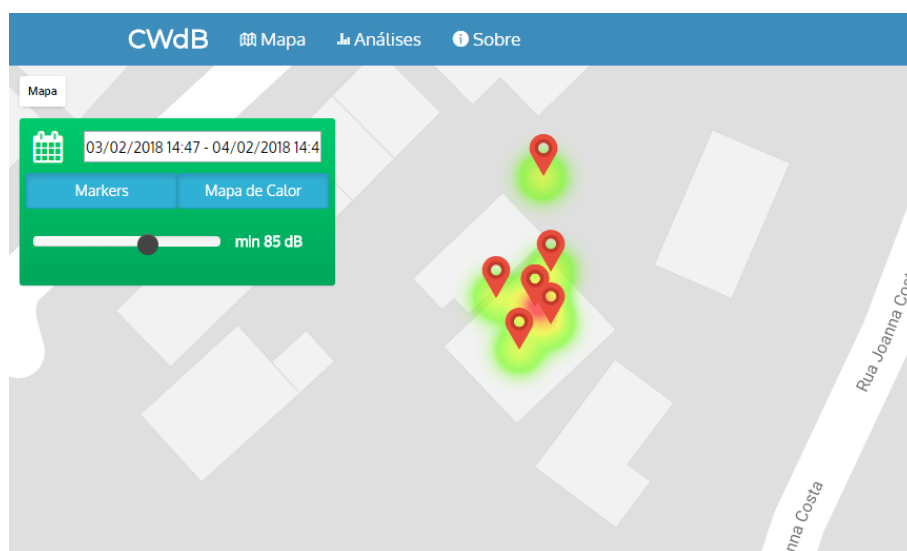 CWdB Mapa Análises Sobre
Mapa
03/02/2018 14:47 - 04/02/2018 14:4
Markers Mapa de Calor
min 85 dB
Rua Joanna Cost
nna Costa